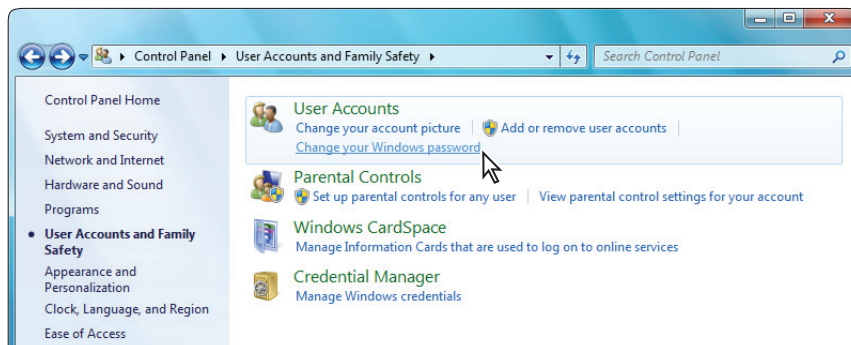 Control Panel User Accounts and Family Safety
Search Control Panel
Control Panel Home
System and Security
Network and Internet
Hardware and Sound
Programs
User Accounts and Family
Safety
Appearance and
Personalization
Clock, Language, and Region
Ease of Access
User Accounts
Change your account picture Add or remove user accounts
Change your Windows password
Parental Controls
Set up parental controls for any user View parental control settings for your account
Windows CardSpace
Manage Information Cards that are used to log on to online services
Credential Manager
Manage Windows credentials